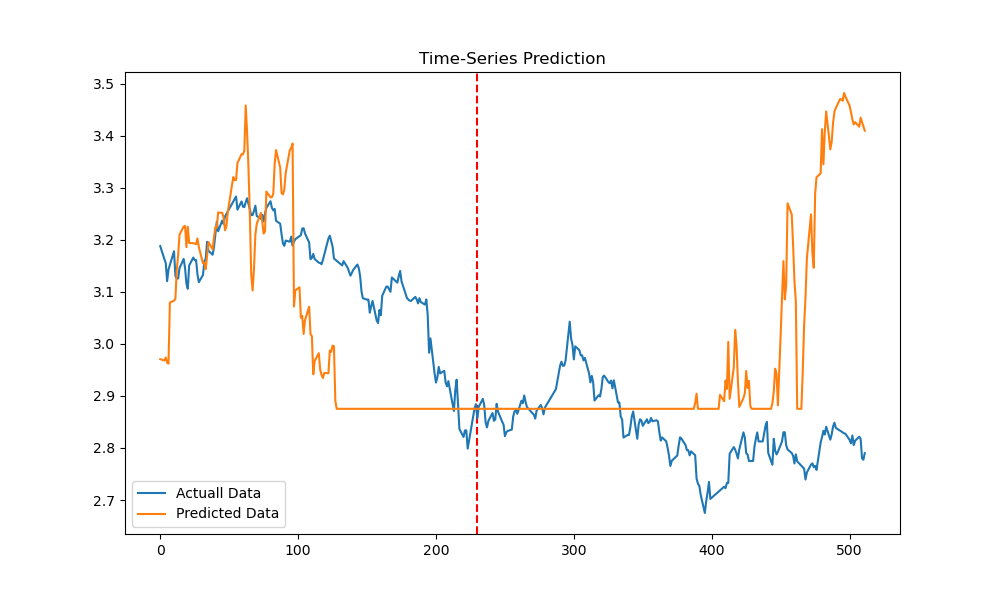 Time-Series Prediction
3.5
3.4
3.3
3.2
3.1
3.0
2.9
2.8
2.7
Actuall Data
Predicted Data
0 100 200 300 400 500